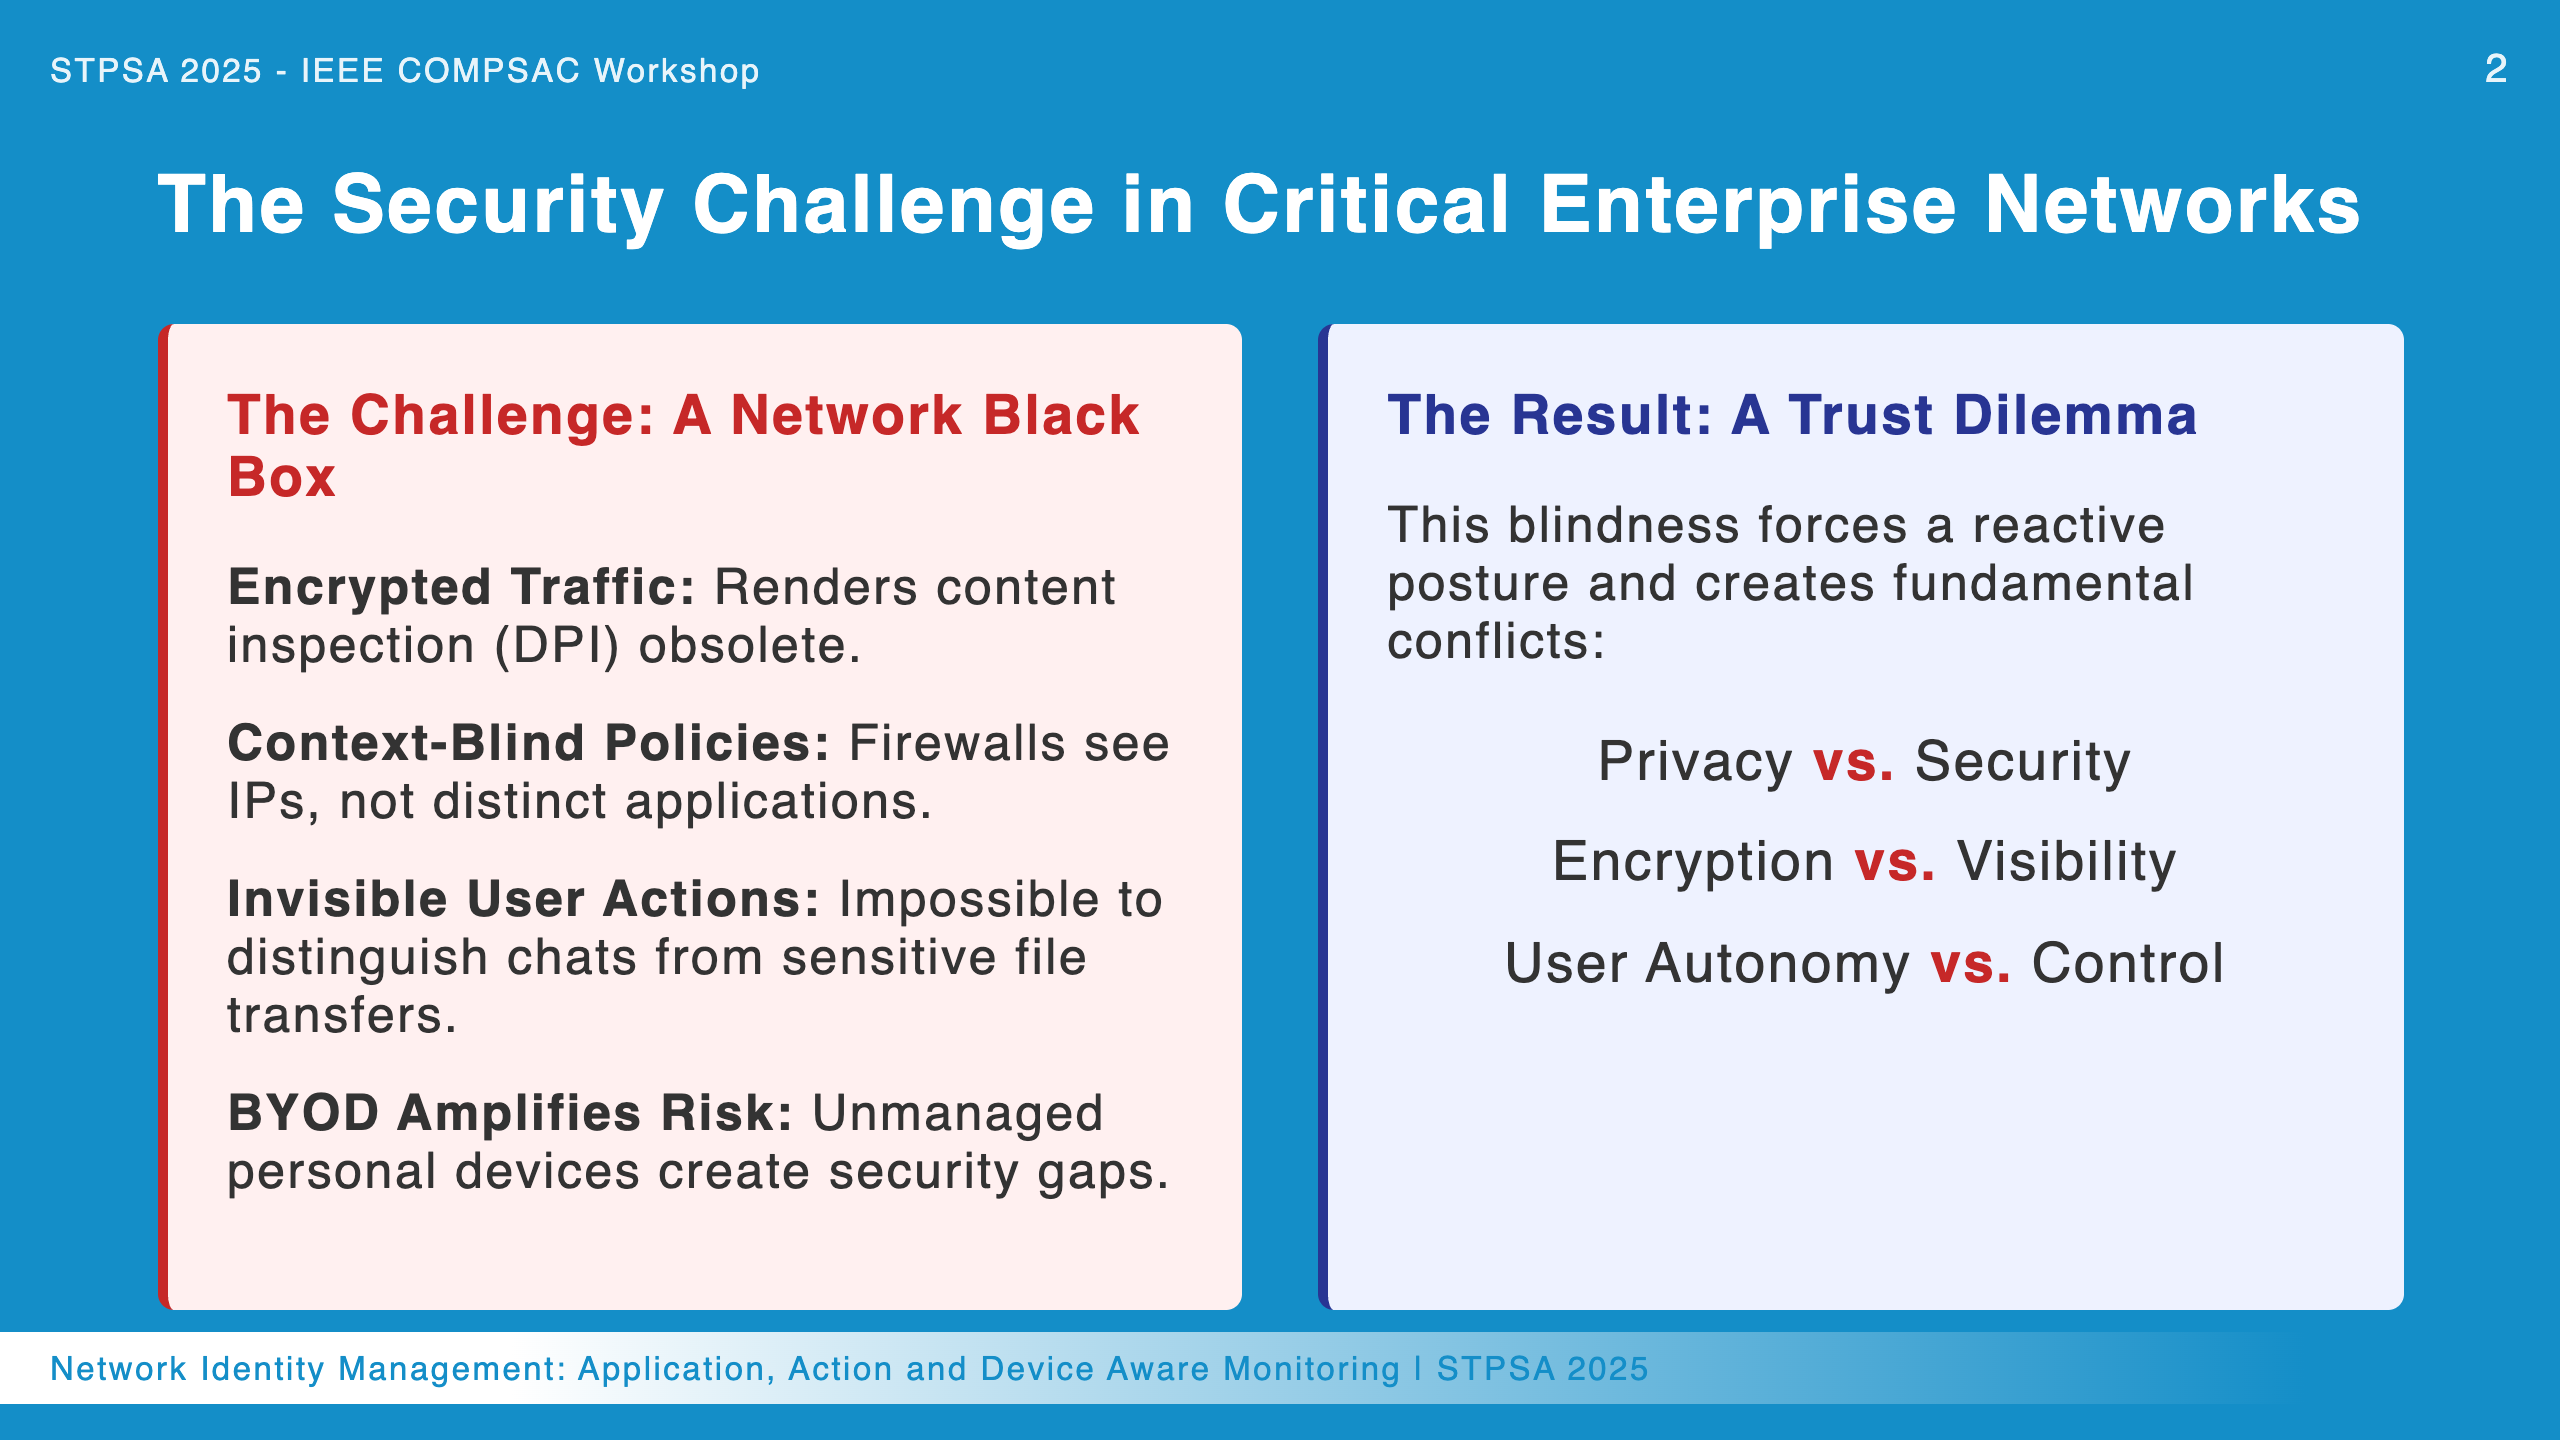 STPSA 2025 - IEEE COMPSAC Workshop
2
The Security Challenge in Critical Enterprise Networks
The Challenge: A Network Black
Box
Encrypted Traffic: Renders content
inspection (DPI) obsolete.
Context-Blind Policies: Firewalls see
IPs, not distinct applications.
Invisible User Actions: Impossible to
distinguish chats from sensitive file
transfers.
BYOD Amplifies Risk: Unmanaged
personal devices create security gaps.
The Result: A Trust Dilemma
This blindness forces a reactive
posture and creates fundamental
conflicts:
Privacy vs. Security
Encryption vs. Visibility
User Autonomy vs. Control
Network Identity Management: Application, Action and Device Aware Monitoring | STPSA 2025